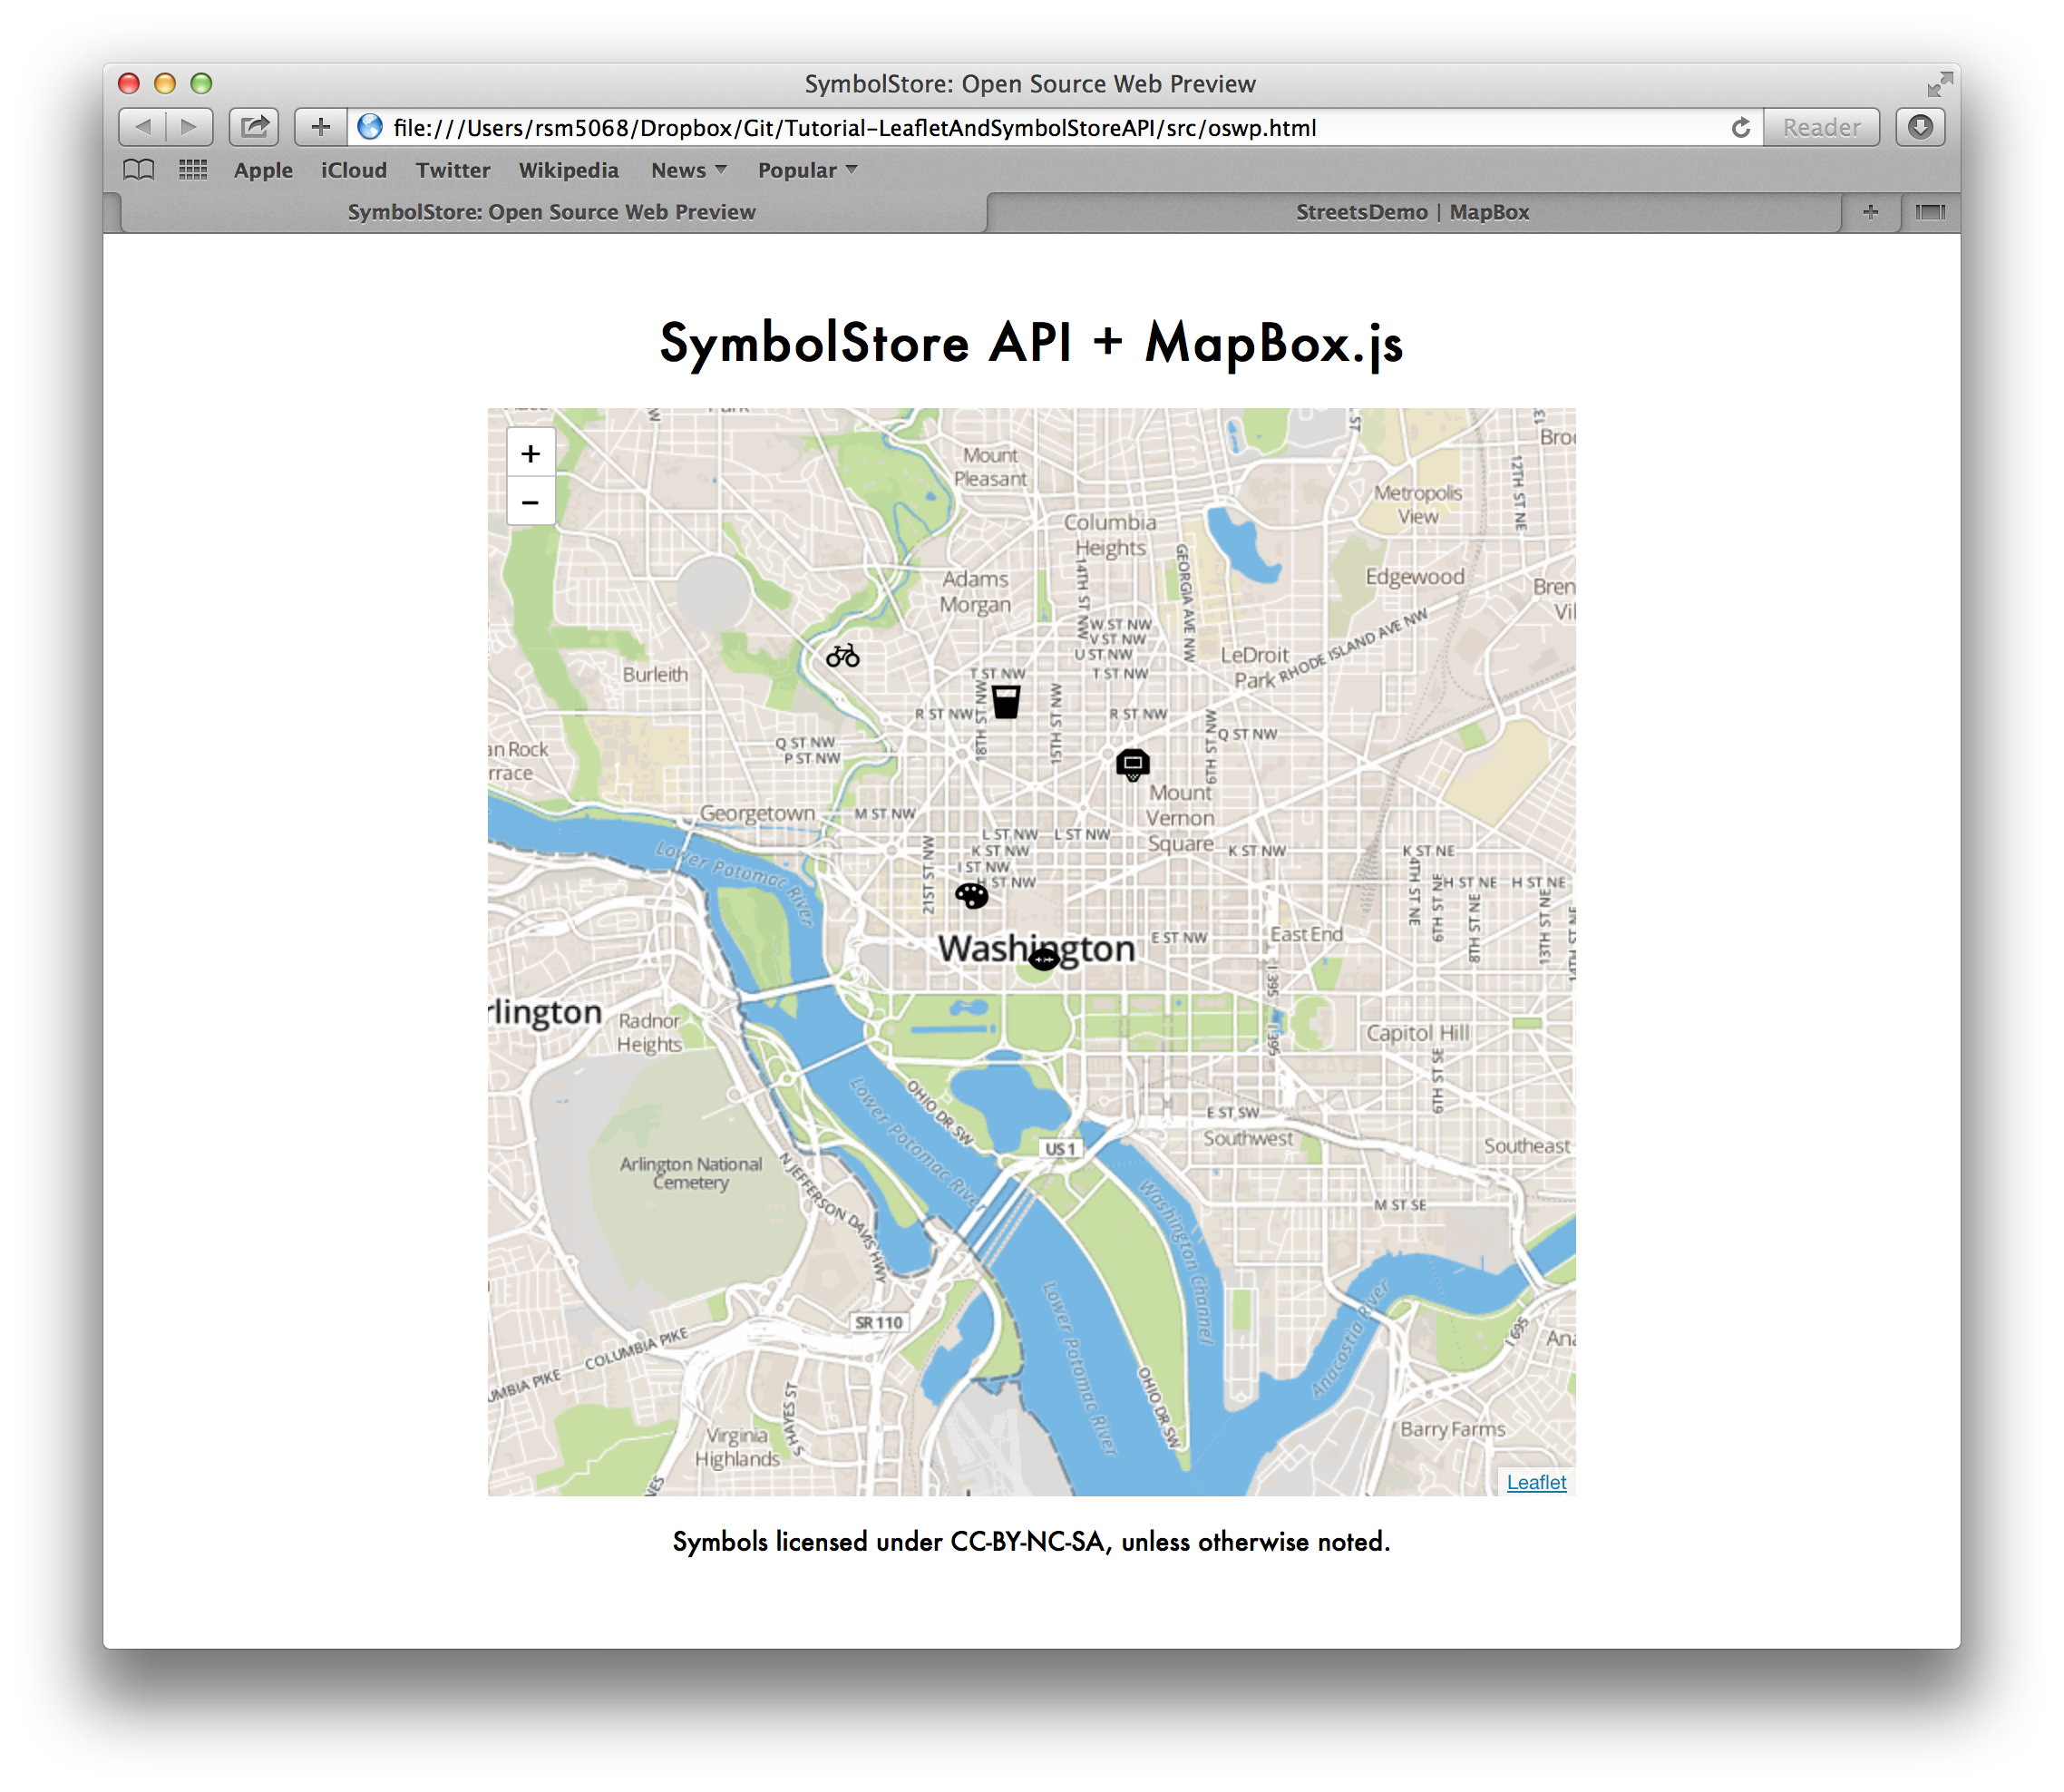 SymbolStore: Open Source Web Preview
file:///Users/rsm5068/Dropbox/Git/Tutorial-LeafletAndSymbolStoreAPI/src/oswp.html
Reader
Apple
iCloud
Twitter
Wikipedia
News
Popular
SymbolStore: Open Source Web Preview
StreetsDemo | MapBox
SymbolStore API + MapBox.js
+
−
Mount
Pleasant
Metropolis
View
12TH ST NE
Columbia
Heights
14TH ST NW
GEORGIA AVE NW
Adams
Morgan
Edgewood
W ST NW
V ST NW
U ST NW
LeDroit
Park
RHODE ISLAND AVE NW
Burleith
T ST NW
T ST NW
18TH ST NW
15TH ST NW
R ST NW
R ST NW
6TH ST NW
Q ST NW
Q ST NW
P ST NW
an Rock
rrace
Mount
Vernon
Square
Georgetown
M ST NW
L ST NW
L ST NW
K ST NW
K ST NW
K ST NE
Lower Potomac River
21ST ST NW
I ST NW
H ST NW
4TH ST NE
6TH ST NE
H ST NE
H ST NE
8TH ST NE
13TH ST NE
14TH ST NE
Washington
E ST NW
East End
I 395
I 395
rlington
Radnor
Heights
Capitol Hill
6TH ST SE
OHIO DR SW
Lower Potomac River
E ST SW
Southwest
US 1
Southeast
Arlington National
Cemetery
N JEFFERSON DAVIS HWY
Washington Channel
M ST SE
SR 110
Lower Potomac River
Anacostia River
I 695
Ana
COLUMBIA PIKE
UMBIA PIKE
OHIO DR SW
S HAYES ST
Virginia
Highlands
Barry Farms
Leaflet
Symbols licensed under CC-BY-NC-SA, unless otherwise noted.